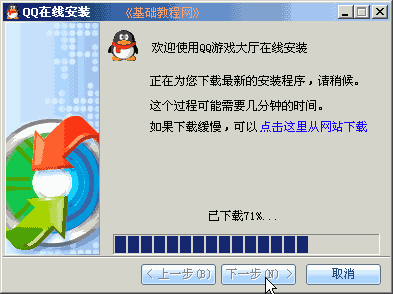 QQ在线安装 《基础教程网》
欢迎使用QQ游戏大厅在线安装
正在为您下载最新的安装程序，请稍候。
这个过程可能需要几分钟的时间。
如果下载缓慢，可以点击这里从网站下载
已下载71%...
< 上一步(B) 下一步(N) > 取消